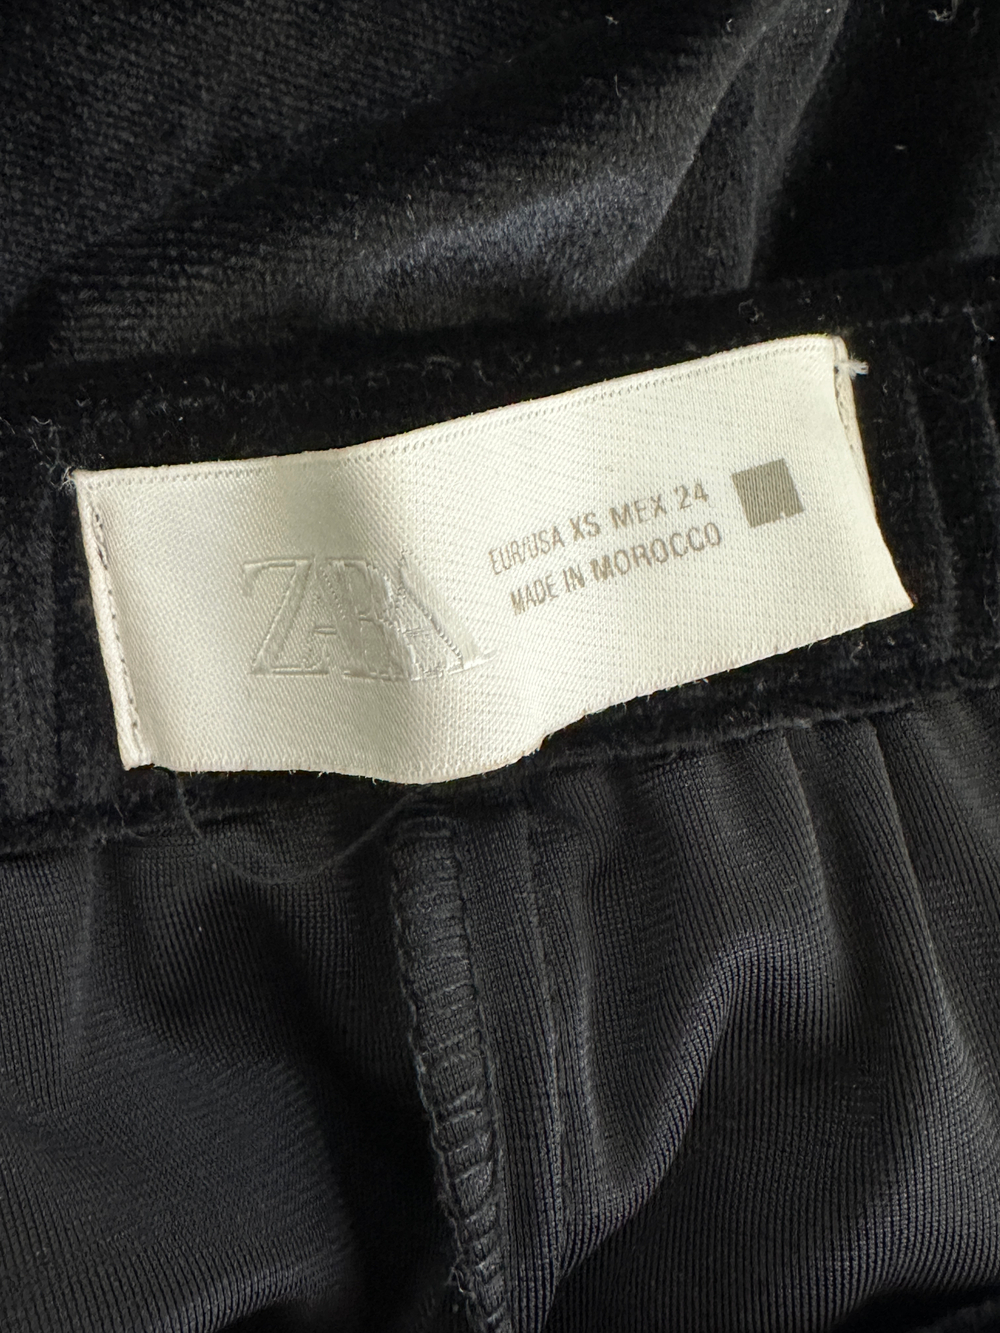 ZARA
EUR/USA XS MEX 24
MADE IN MOROCCO